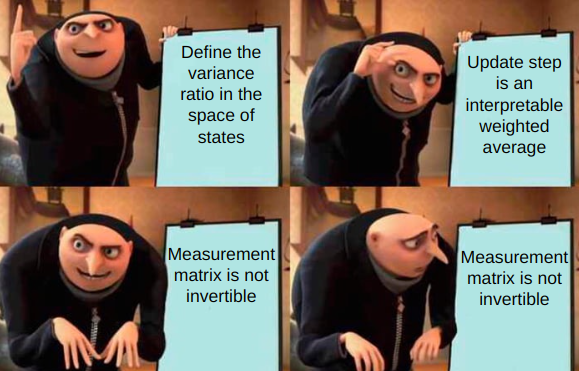 Define the
variance
ratio in the
space of
states
Update step
is an
interpretable
weighted
average
Measurement
matrix is not
invertible
Measurement
matrix is not
invertible